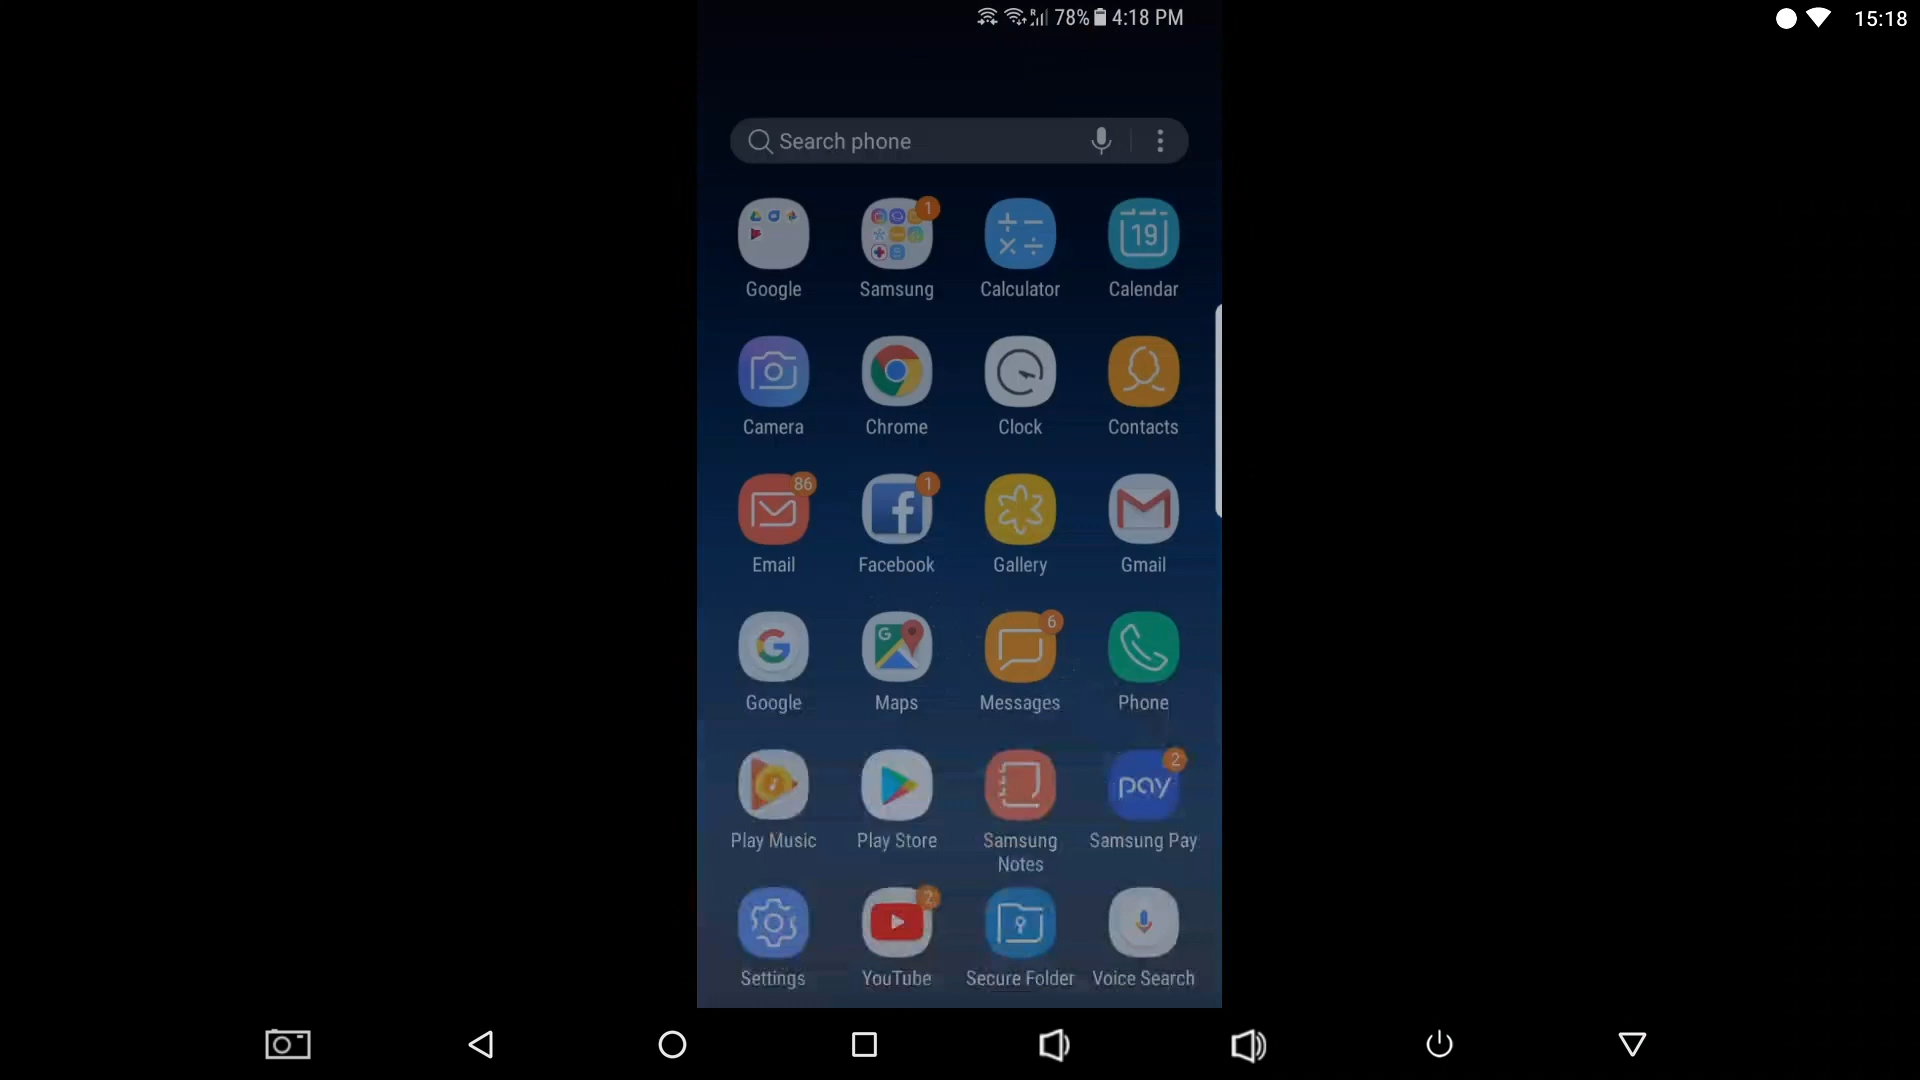 78% 4:18 PM
15:18
Search phone
1
19
Google Samsung Calculator Calendar
Camera Chrome Clock Contacts
86 1
Email Facebook Gallery Gmail
G 6
Google Maps Messages Phone
2
pay
Play Music Play Store Samsung Notes Samsung Pay
2
Settings YouTube Secure Folder Voice Search